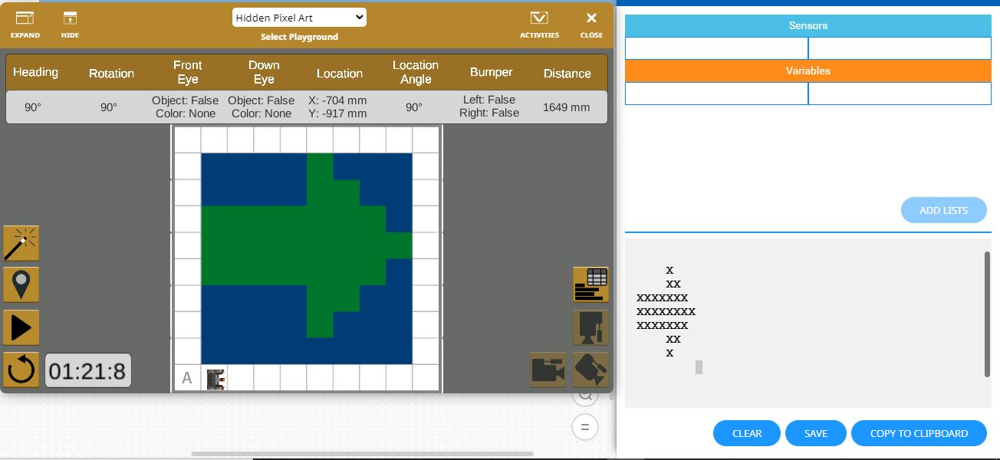 Hidden Pixel Art
EXPAND
HIDE
Select Playground
ACTIVITIES
CLOSE
Heading
Rotation
Front Eye
Down Eye
Location
Location Angle
Bumper
Distance
90°
90°
Object: False
Color: None
Object: False
Color: None
X: -704 mm
Y: -917 mm
90°
Left: False
Right: False
1649 mm
A
01:21:8
Sensors
Variables
ADD LISTS
x
xx
xxxxxxx
xxxxxxxx
xxxxxxx
xx
x
CLEAR
SAVE
COPY TO CLIPBOARD